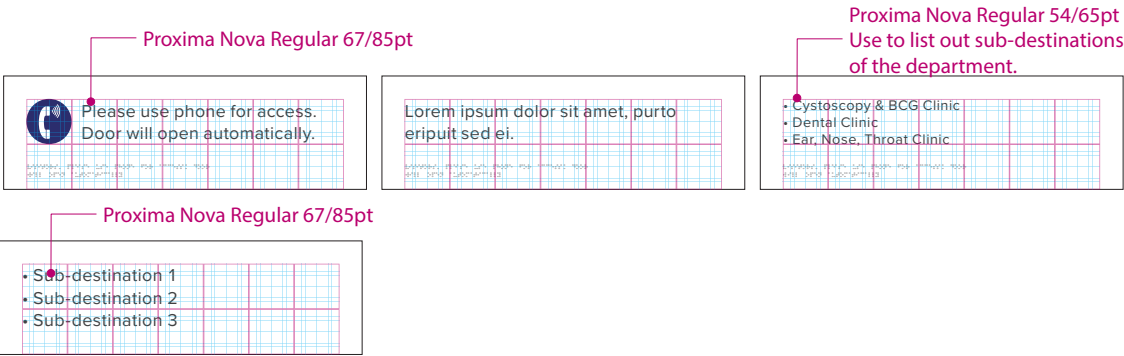 Proxima Nova Regular 67/85pt
Please use phone for access.
Door will open automatically.
Lorem ipsum dolor sit amet, purto
eripuit sed ei.
Proxima Nova Regular 54/65pt
Use to list out sub-destinations
of the department.
• Cystoscopy & BCG Clinic
• Dental Clinic
• Ear, Nose, Throat Clinic
Proxima Nova Regular 67/85pt
• Sub-destination 1
• Sub-destination 2
• Sub-destination 3